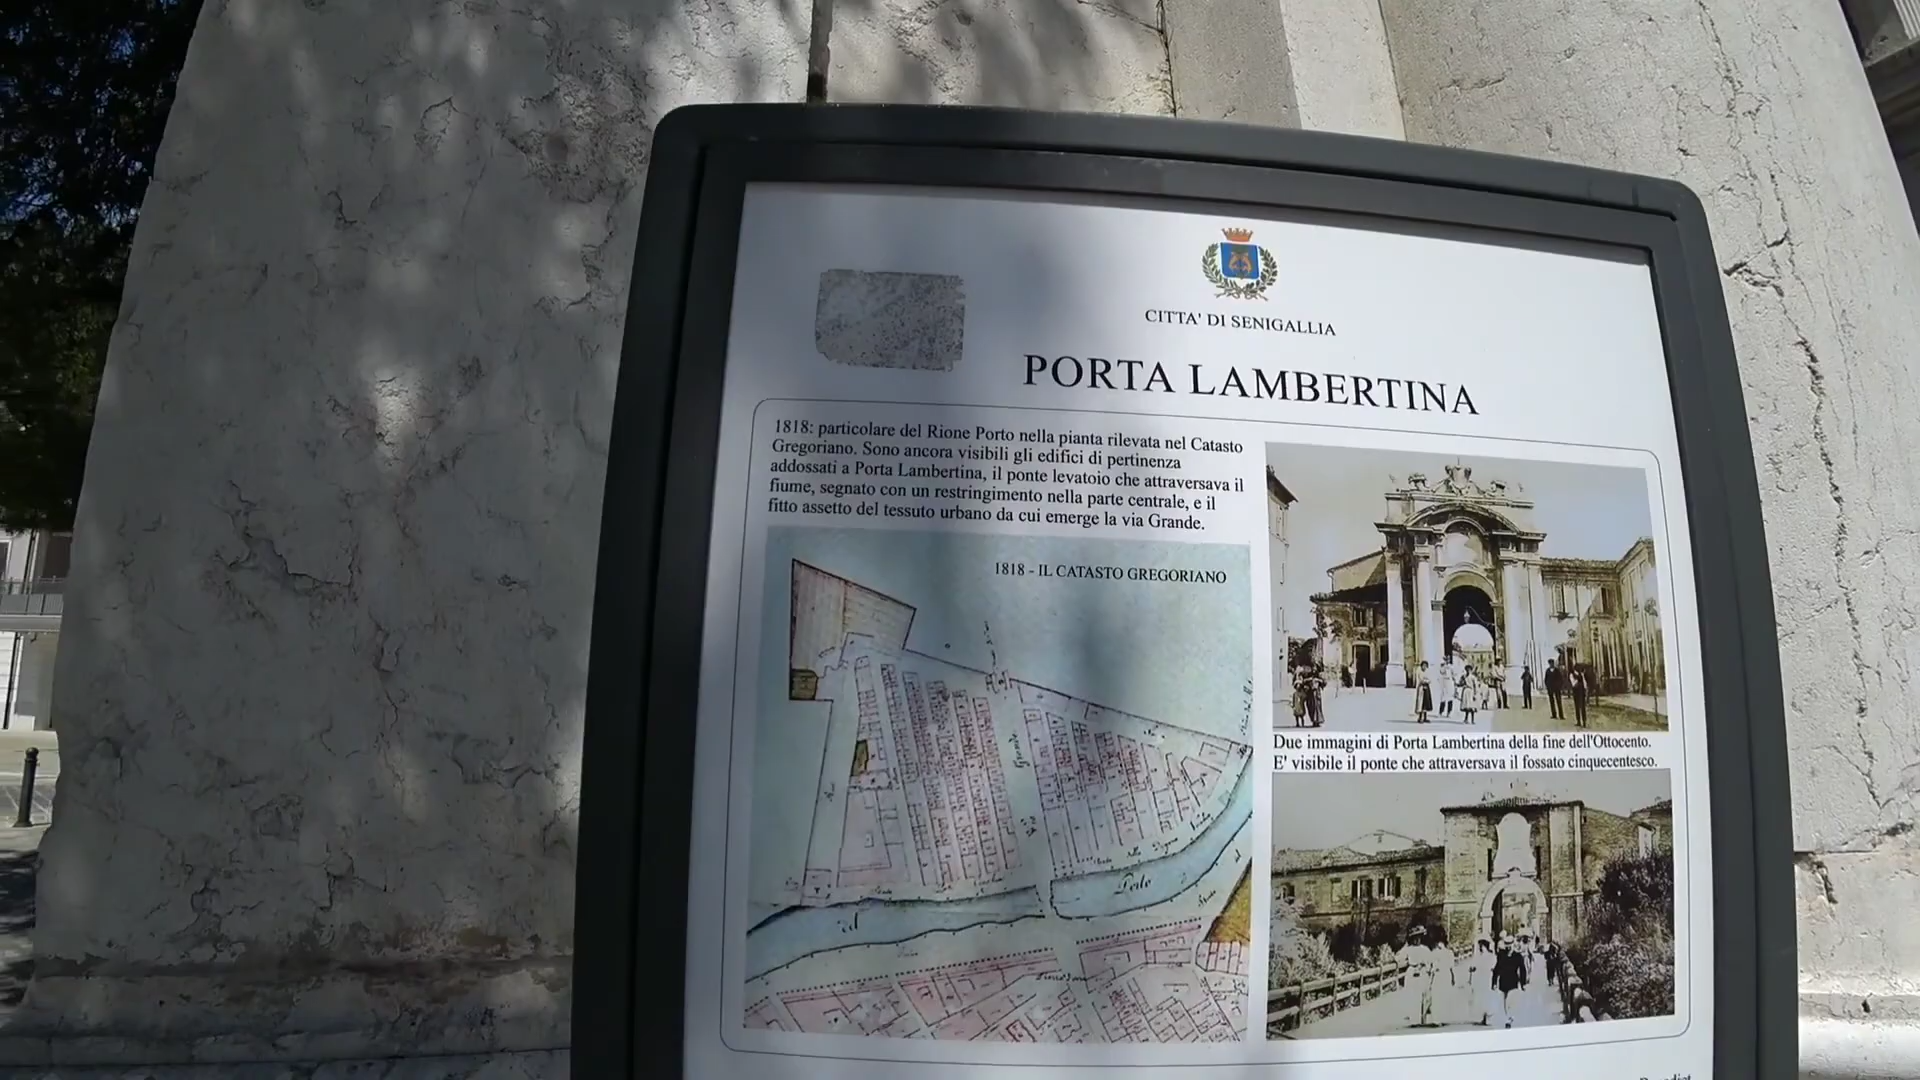 CITTA' DI SENIGALLIA
PORTA LAMBERTINA
1818: particolare del Rione Porto nella pianta rilevata nel Catasto
Gregoriano. Sono ancora visibili gli edifici di pertinenza
addossati a Porta Lambertina, il ponte levatoio che attraversava il
fiume, segnato con un restringimento nella parte centrale, e il
fitto assetto del tessuto urbano da cui emerge la via Grande.
1818 - IL CATASTO GREGORIANO
Grande
Due immagini di Porta Lambertina della fine dell'Ottocento.
E' visibile il ponte che attraversava il fossato cinquecentesco.